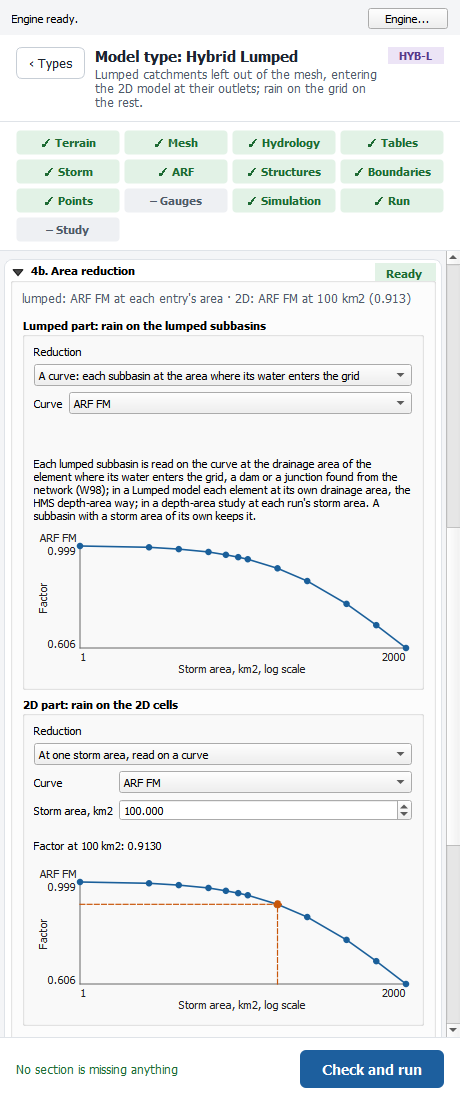 Engine ready.
Engine...
‹ Types
Model type: Hybrid Lumped
HYB-L
Lumped catchments left out of the mesh, entering
the 2D model at their outlets; rain on the grid on
the rest.
✓ Terrain
✓ Mesh
✓ Hydrology
✓ Tables
✓ Storm
✓ ARF
✓ Structures
✓ Boundaries
✓ Points
– Gauges
✓ Simulation
✓ Run
– Study
4b. Area reduction
Ready
lumped: ARF FM at each entry's area · 2D: ARF FM at 100 km2 (0.913)
Lumped part: rain on the lumped subbasins
Reduction
A curve: each subbasin at the area where its water enters the grid
Curve
ARF FM
Each lumped subbasin is read on the curve at the drainage area of the
element where its water enters the grid, a dam or a junction found from the
network (W98); in a Lumped model each element at its own drainage area, the
HMS depth-area way; in a depth-area study at each run's storm area. A
subbasin with a storm area of its own keeps it.
ARF FM
0.999
Factor
0.606
1
2000
Storm area, km2, log scale
2D part: rain on the 2D cells
Reduction
At one storm area, read on a curve
Curve
ARF FM
Storm area, km2
100.000
Factor at 100 km2: 0.9130
ARF FM
0.999
Factor
0.606
1
2000
Storm area, km2, log scale
No section is missing anything
Check and run